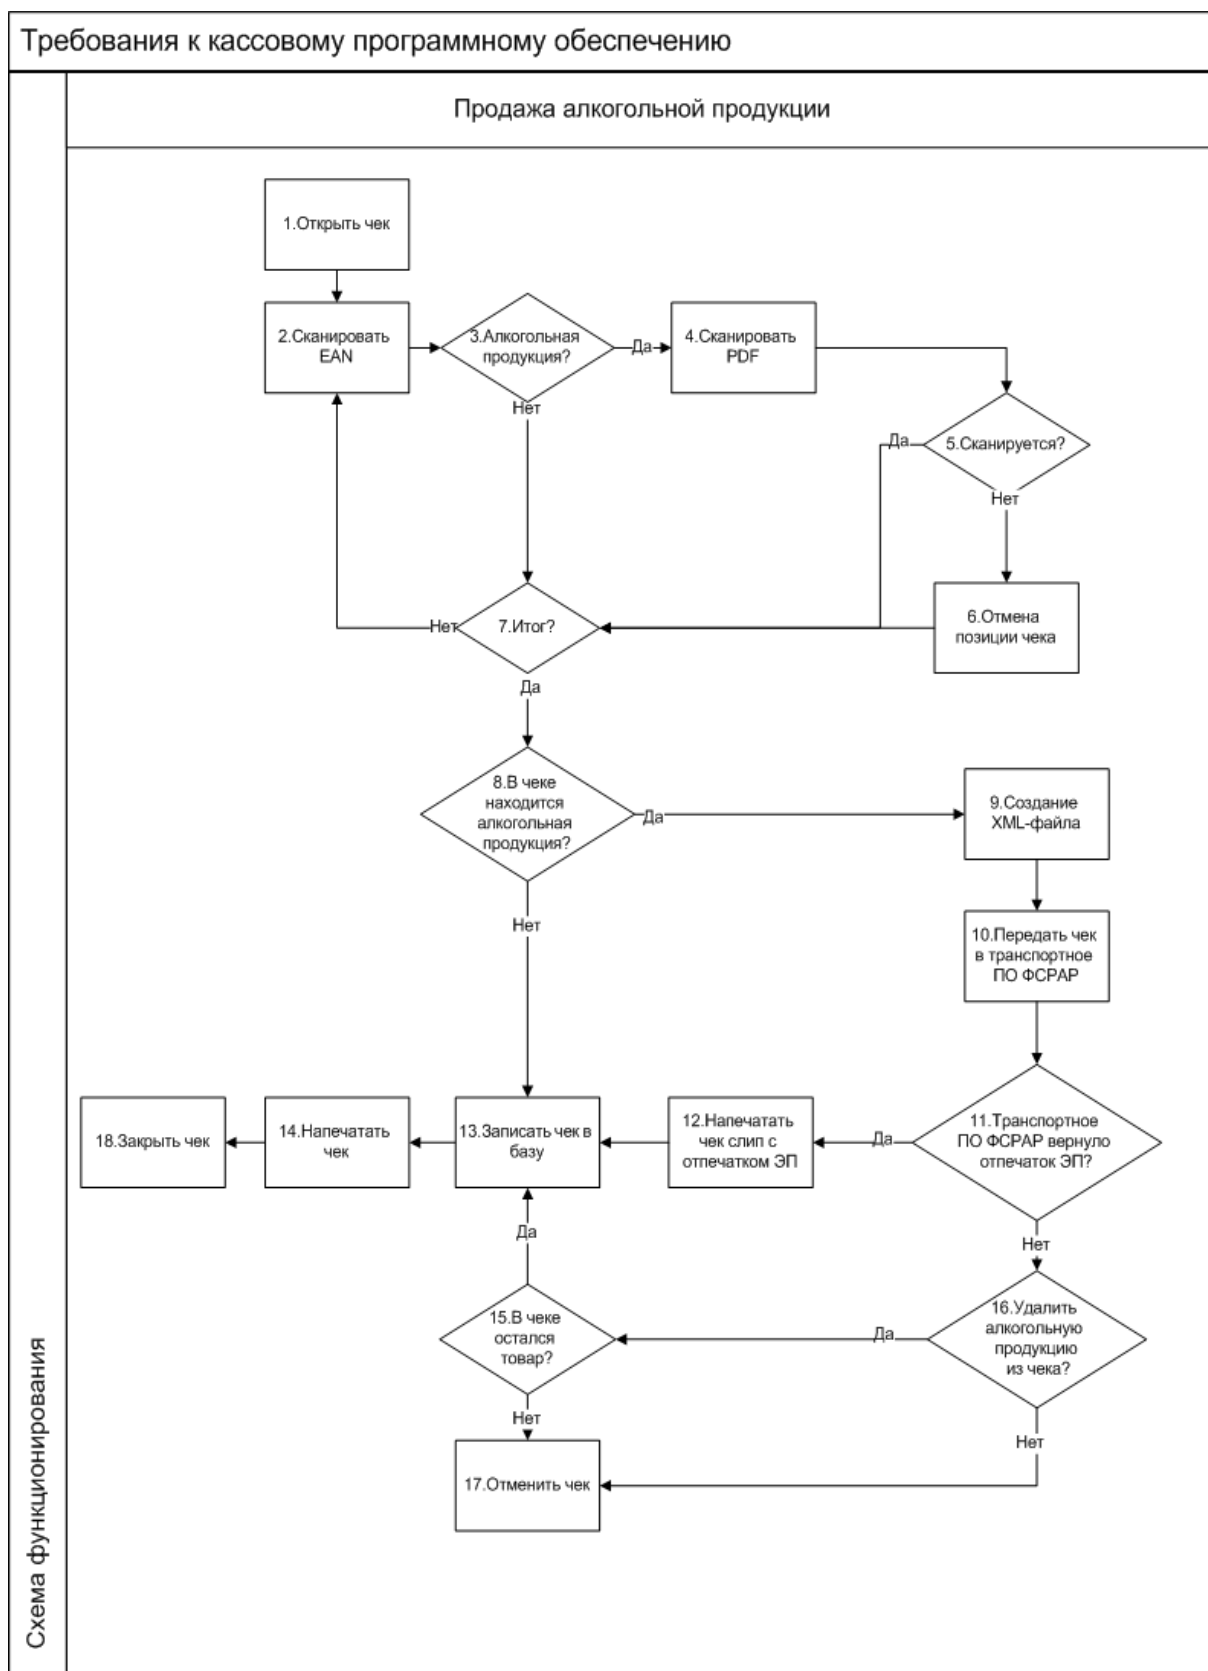 Требования к кассовому программному обеспечению
Продажа алкогольной продукции
Схема функционирования
1.Открыть чек
2.Сканировать
EAN
3.Алкогольная
продукция?
Да
4.Сканировать
PDF
Нет
5.Сканируется?
Да
Нет
6.Отмена
позиции чека
7.Итог?
Нет
Да
8.В чеке
находится
алкогольная
продукция?
Да
9.Создание
XML-файла
Нет
10.Передать чек
в транспортное
ПО ФСРАР
11.Транспортное
ПО ФСРАР вернуло
отпечаток ЭП?
Да
12.Напечатать
чек слип с
отпечатком ЭП
13.Записать чек в
базу
14.Напечатать
чек
18.Закрыть чек
Нет
Да
15.В чеке
остался
товар?
Да
16.Удалить
алкогольную
продукцию
из чека?
Нет
Нет
17.Отменить чек